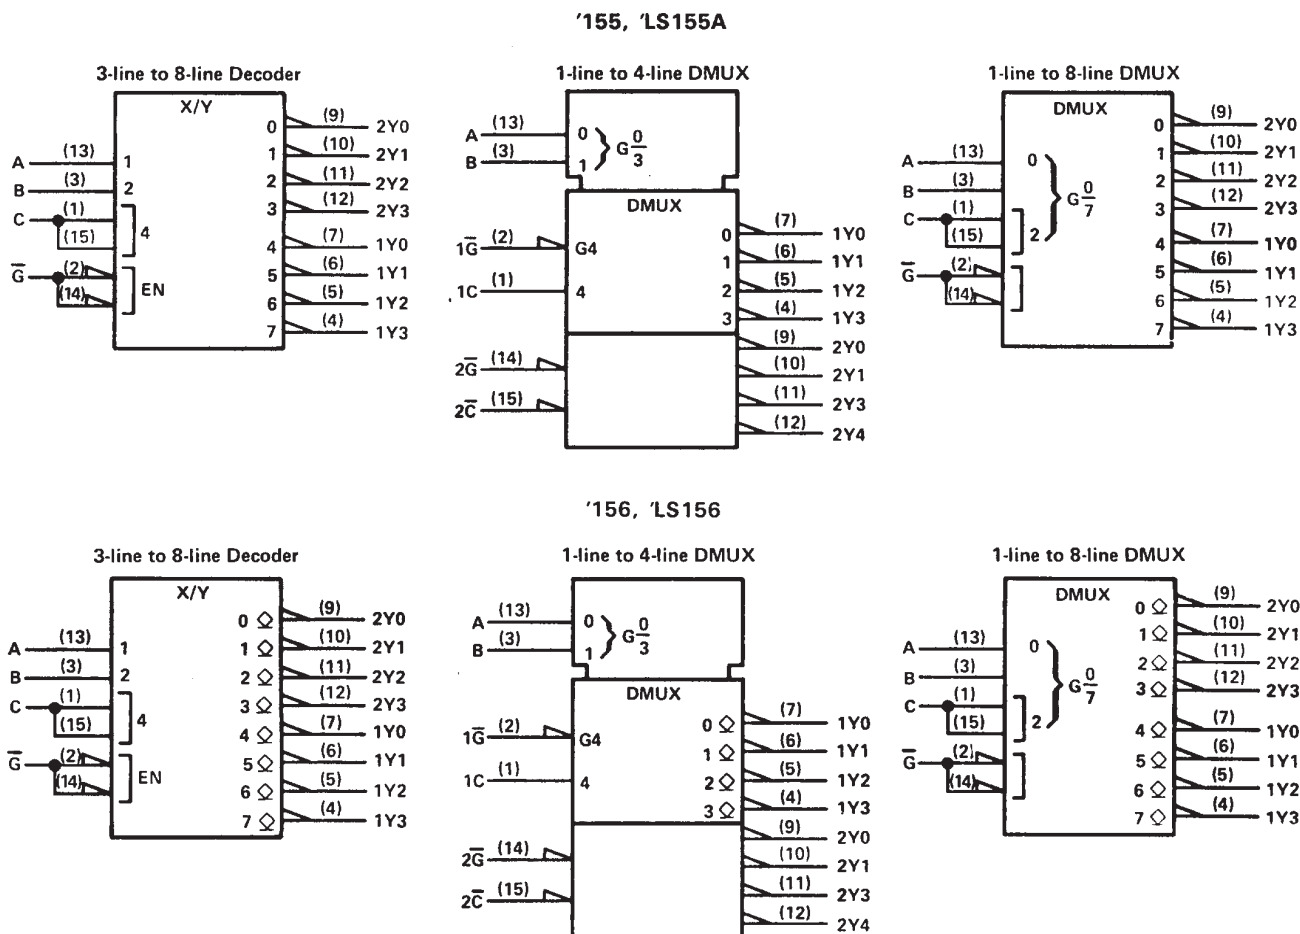 '155, 'LS155A
3-line to 8-line Decoder
X/Y
A (13) 1
B (3) 2
C (1)
(15) 4
G̅ (2)
(14) EN
0 (9) 2Y0
1 (10) 2Y1
2 (11) 2Y2
3 (12) 2Y3
4 (7) 1Y0
5 (6) 1Y1
6 (5) 1Y2
7 (4) 1Y3
1-line to 4-line DMUX
A (13) 0
B (3) 1
} G 0/3
DMUX
1G̅ (2) G4
1C (1) 4
2G̅ (14)
2C̅ (15)
0 (7) 1Y0
1 (6) 1Y1
2 (5) 1Y2
3 (4) 1Y3
(9) 2Y0
(10) 2Y1
(11) 2Y3
(12) 2Y4
1-line to 8-line DMUX
DMUX
A (13) 0
B (3)
C (1)
(15) 2
} G 0/7
G̅ (2)
(14)
0 (9) 2Y0
1 (10) 2Y1
2 (11) 2Y2
3 (12) 2Y3
4 (7) 1Y0
5 (6) 1Y1
6 (5) 1Y2
7 (4) 1Y3
'156, 'LS156
3-line to 8-line Decoder
X/Y
A (13) 1
B (3) 2
C (1)
(15) 4
G̅ (2)
(14) EN
0 ◇ (9) 2Y0
1 ◇ (10) 2Y1
2 ◇ (11) 2Y2
3 ◇ (12) 2Y3
4 ◇ (7) 1Y0
5 ◇ (6) 1Y1
6 ◇ (5) 1Y2
7 ◇ (4) 1Y3
1-line to 4-line DMUX
A (13) 0
B (3) 1
} G 0/3
DMUX
1G̅ (2) G4
1C (1) 4
2G̅ (14)
2C̅ (15)
0 ◇ (7) 1Y0
1 ◇ (6) 1Y1
2 ◇ (5) 1Y2
3 ◇ (4) 1Y3
(9) 2Y0
(10) 2Y1
(11) 2Y3
(12) 2Y4
1-line to 8-line DMUX
DMUX
A (13) 0
B (3)
C (1)
(15) 2
} G 0/7
G̅ (2)
(14)
0 ◇ (9) 2Y0
1 ◇ (10) 2Y1
2 ◇ (11) 2Y2
3 ◇ (12) 2Y3
4 ◇ (7) 1Y0
5 ◇ (6) 1Y1
6 ◇ (5) 1Y2
7 ◇ (4) 1Y3